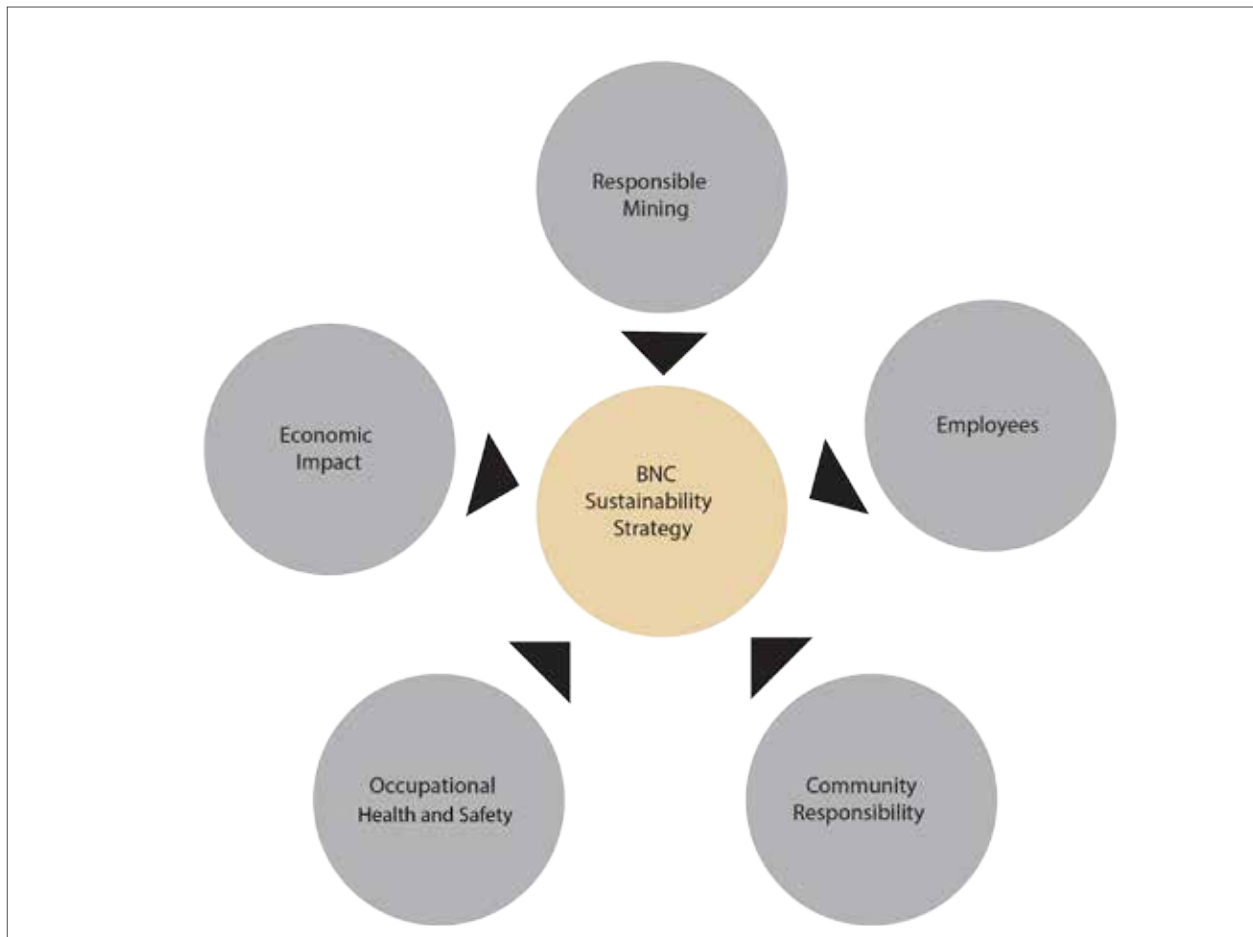 Responsible
Mining
Economic
Impact
Employees
BNC
Sustainability
Strategy
Occupational
Health and Safety
Community
Responsibility